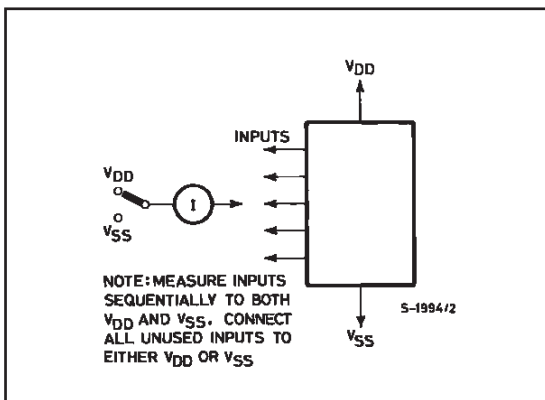 VDD
INPUTS
VDD
I
VSS
NOTE: MEASURE INPUTS
SEQUENTIALLY TO BOTH
VDD AND VSS. CONNECT
ALL UNUSED INPUTS TO
EITHER VDD OR VSS
S-1994/2
VSS